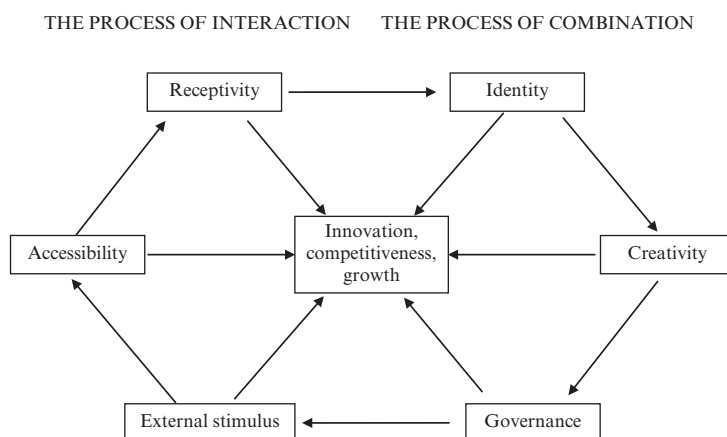 THE PROCESS OF INTERACTION THE PROCESS OF COMBINATION
Receptivity Identity
Innovation,
competitiveness,
growth
Accessibility Creativity
External stimulus Governance